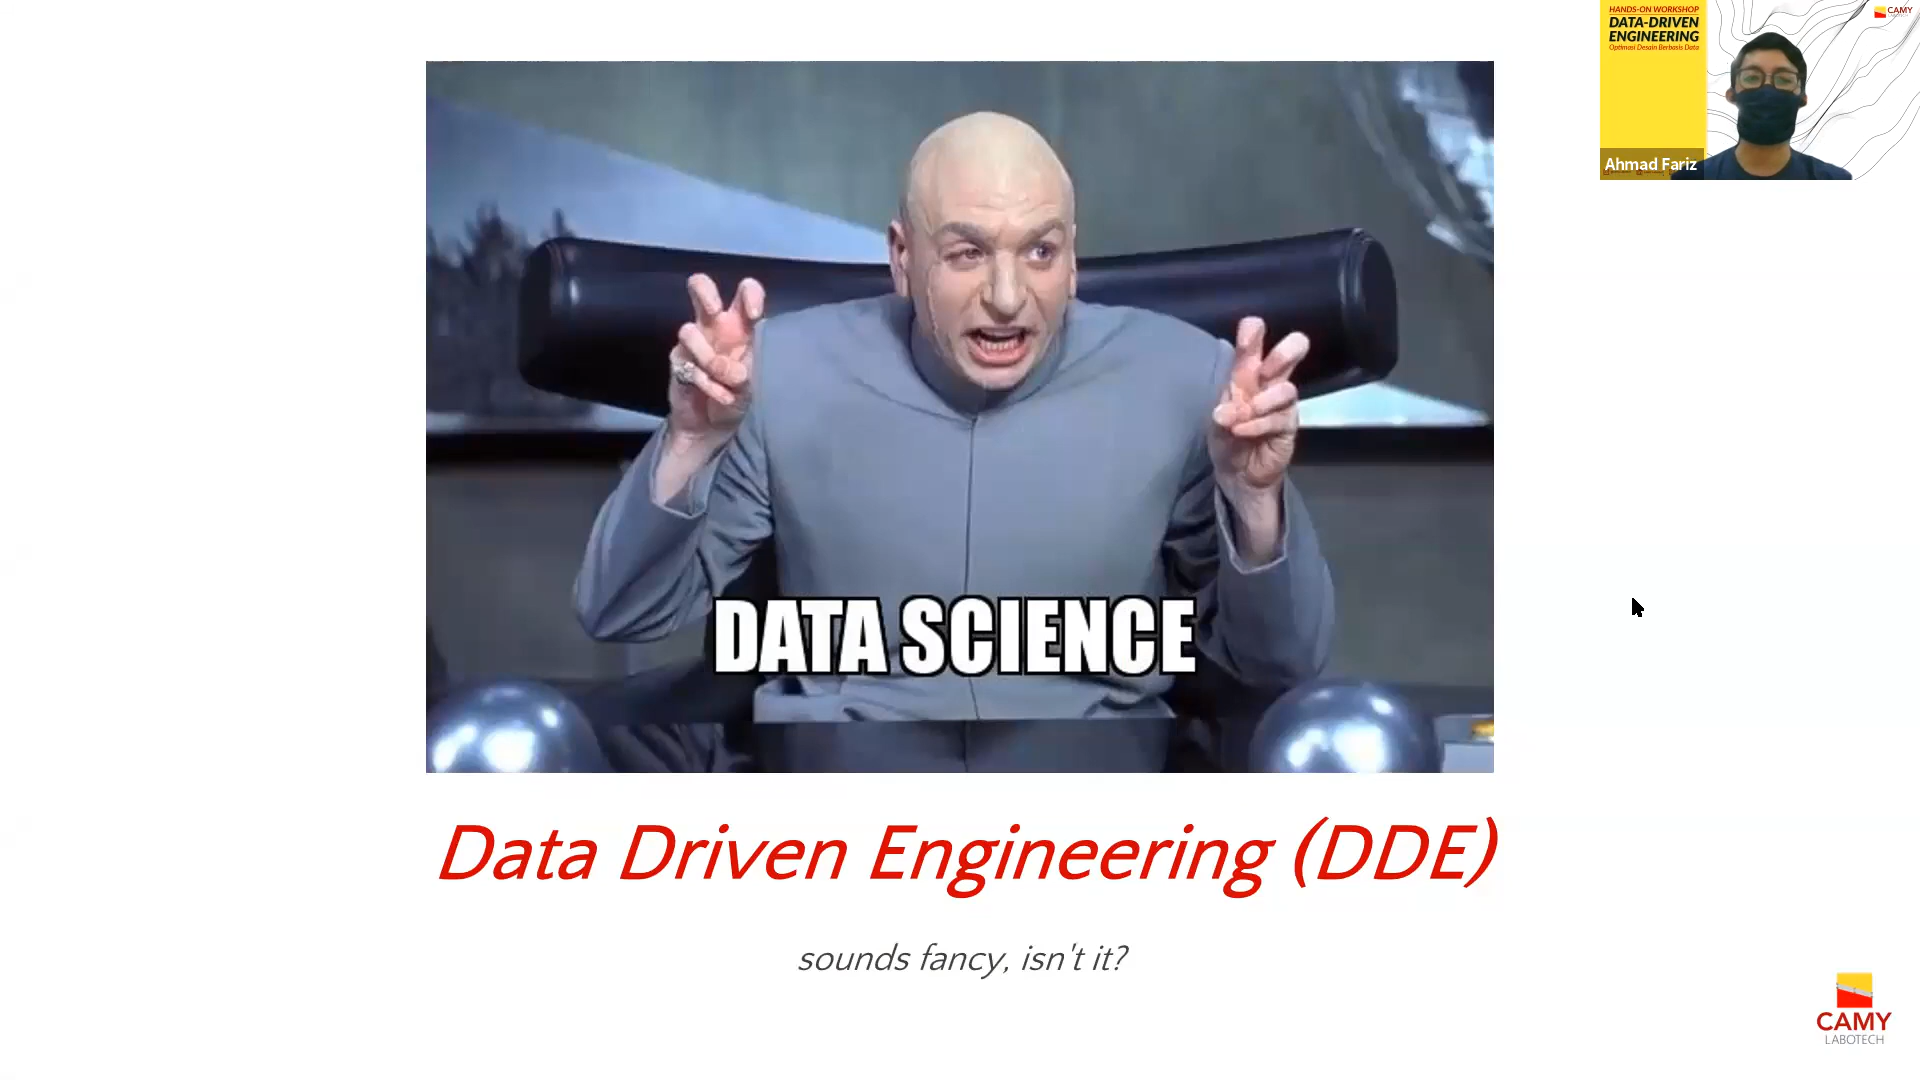 HANDS-ON WORKSHOP
DATA-DRIVEN
ENGINEERING
Optimasi Desain Berbasis Data
CAMY
Ahmad Fariz
DATA SCIENCE
Data Driven Engineering (DDE)
sounds fancy, isn't it?
CAMY
LABOTECH